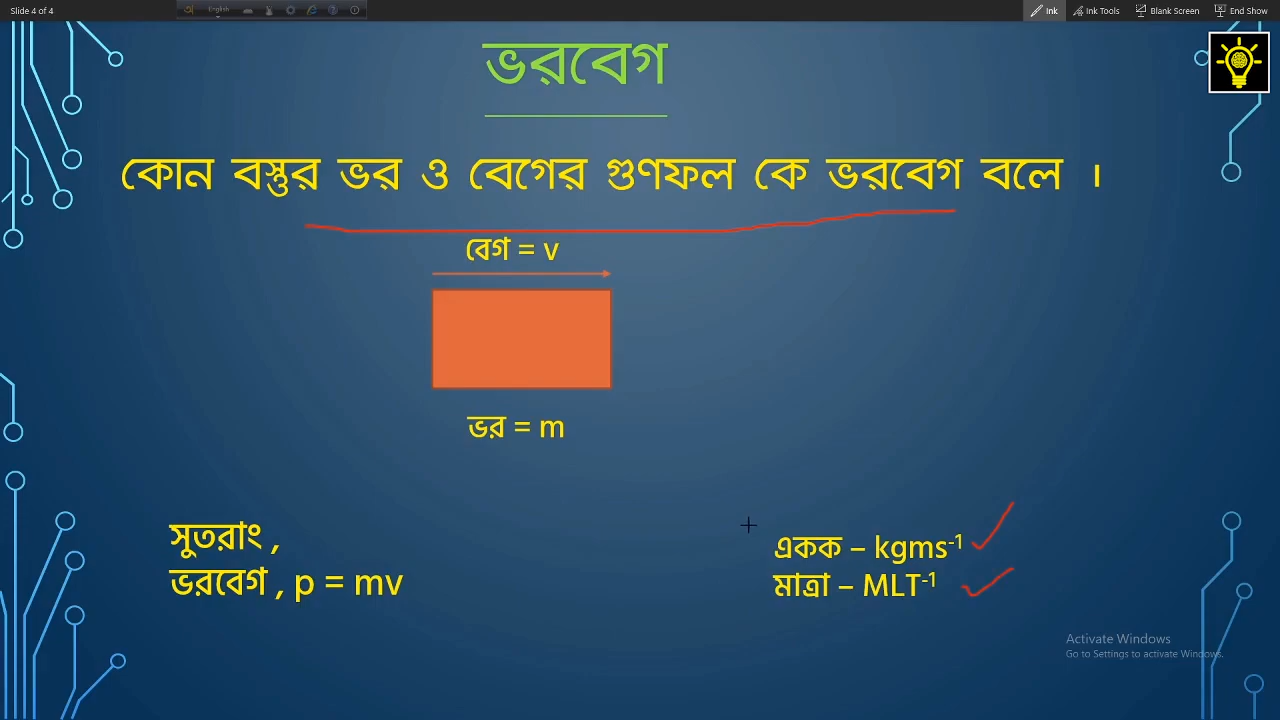 Slide 4 of 4
English
Ink
Ink Tools
Blank Screen
End Show
ভরবেগ
কোন বস্তুর ভর ও বেগের গুণফল কে ভরবেগ বলে ।
বেগ = v
ভর = m
সুতরাং ,
ভরবেগ , p = mv
একক – kgms⁻¹
মাত্রা – MLT⁻¹
Activate Windows
Go to Settings to activate Windows.